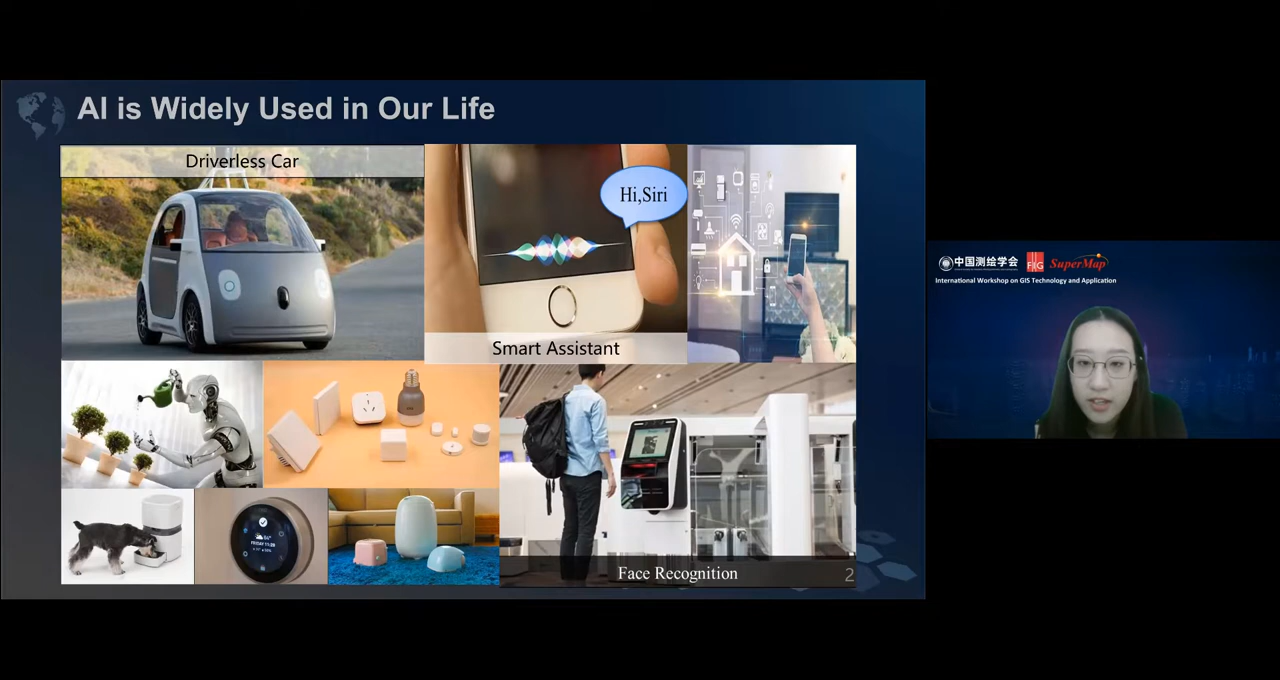 AI is Widely Used in Our Life
Driverless Car
Hi,Siri
Smart Assistant
Face Recognition
2
中国测绘学会
FIG
SuperMap
International Workshop on GIS Technology and Application